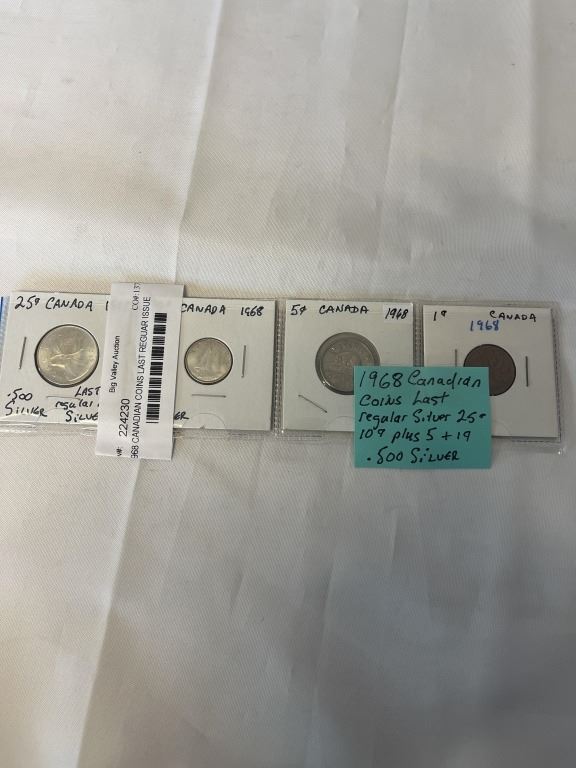 25¢ CANADA
.500
SILVER
LAST
regular
SILVE
Big Valley Auction
224230
968 CANADIAN COINS LAST REGUAR ISSUE
CANADA 1968
5¢ CANADA 1968
1¢ CANADA
1968
1968 Canadian
Coins Last
regular Silver 25¢
10¢ plus 5 + 1¢
.500 SILVER